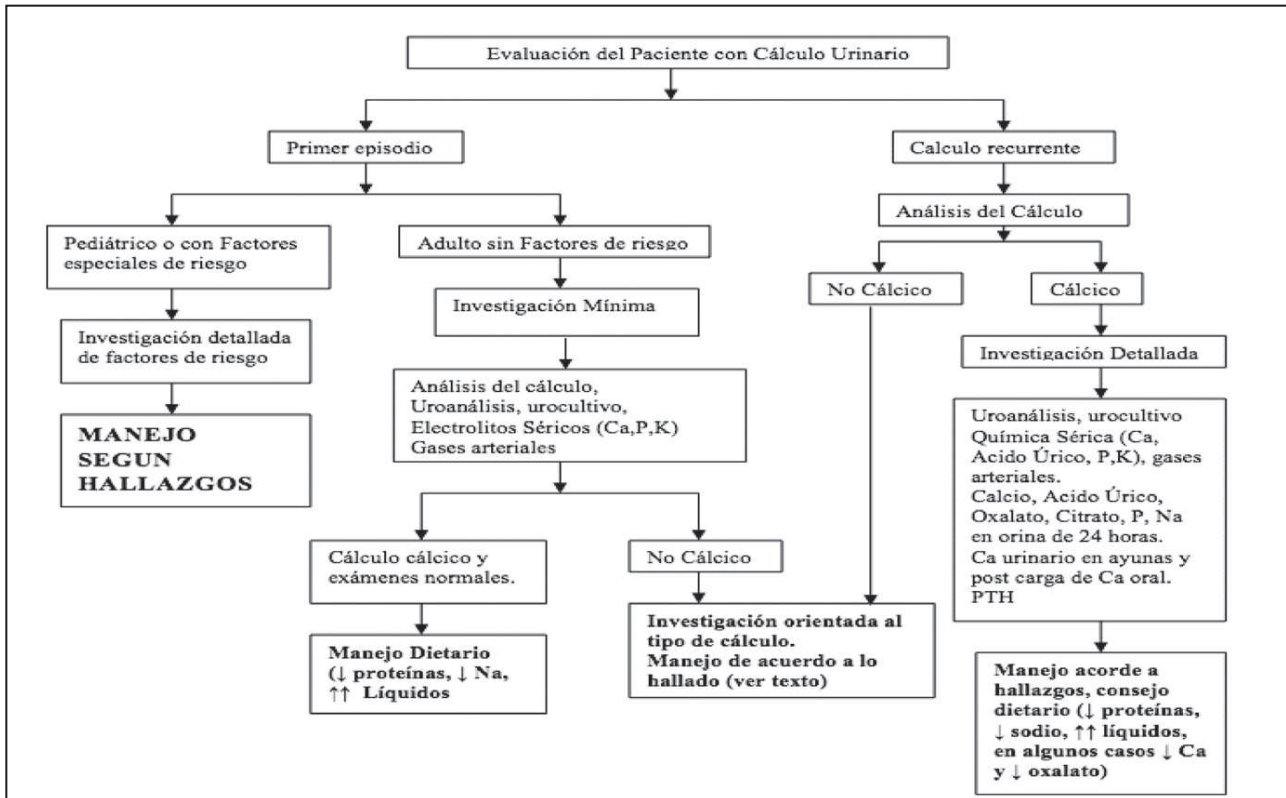 Evaluación del Paciente con Cálculo Urinario
Primer episodio
Calculo recurrente
Análisis del Cálculo
Pediátrico o con Factores
especiales de riesgo
Adulto sin Factores de riesgo
No Cálcico
Cálcico
Investigación Mínima
Investigación detallada
de factores de riesgo
Investigación Detallada
Análisis del cálculo,
Uroanálisis, urocultivo,
Electrolitos Séricos (Ca,P,K)
Gases arteriales
MANEJO
SEGUN
HALLAZGOS
Uroanálisis, urocultivo
Química Sérica (Ca,
Acido Úrico, P,K), gases
arteriales.
Calcio, Acido Úrico,
Oxalato, Citrato, P, Na
en orina de 24 horas.
Ca urinario en ayunas y
post carga de Ca oral.
PTH
Cálculo cálcico y
exámenes normales.
No Cálcico
Manejo Dietario
(↓ proteínas, ↓ Na,
↑↑ Líquidos
Investigación orientada al
tipo de cálculo.
Manejo de acuerdo a lo
hallado (ver texto)
Manejo acorde a
hallazgos, consejo
dietario (↓ proteínas,
↓ sodio, ↑↑ líquidos,
en algunos casos ↓ Ca
y ↓ oxalato)